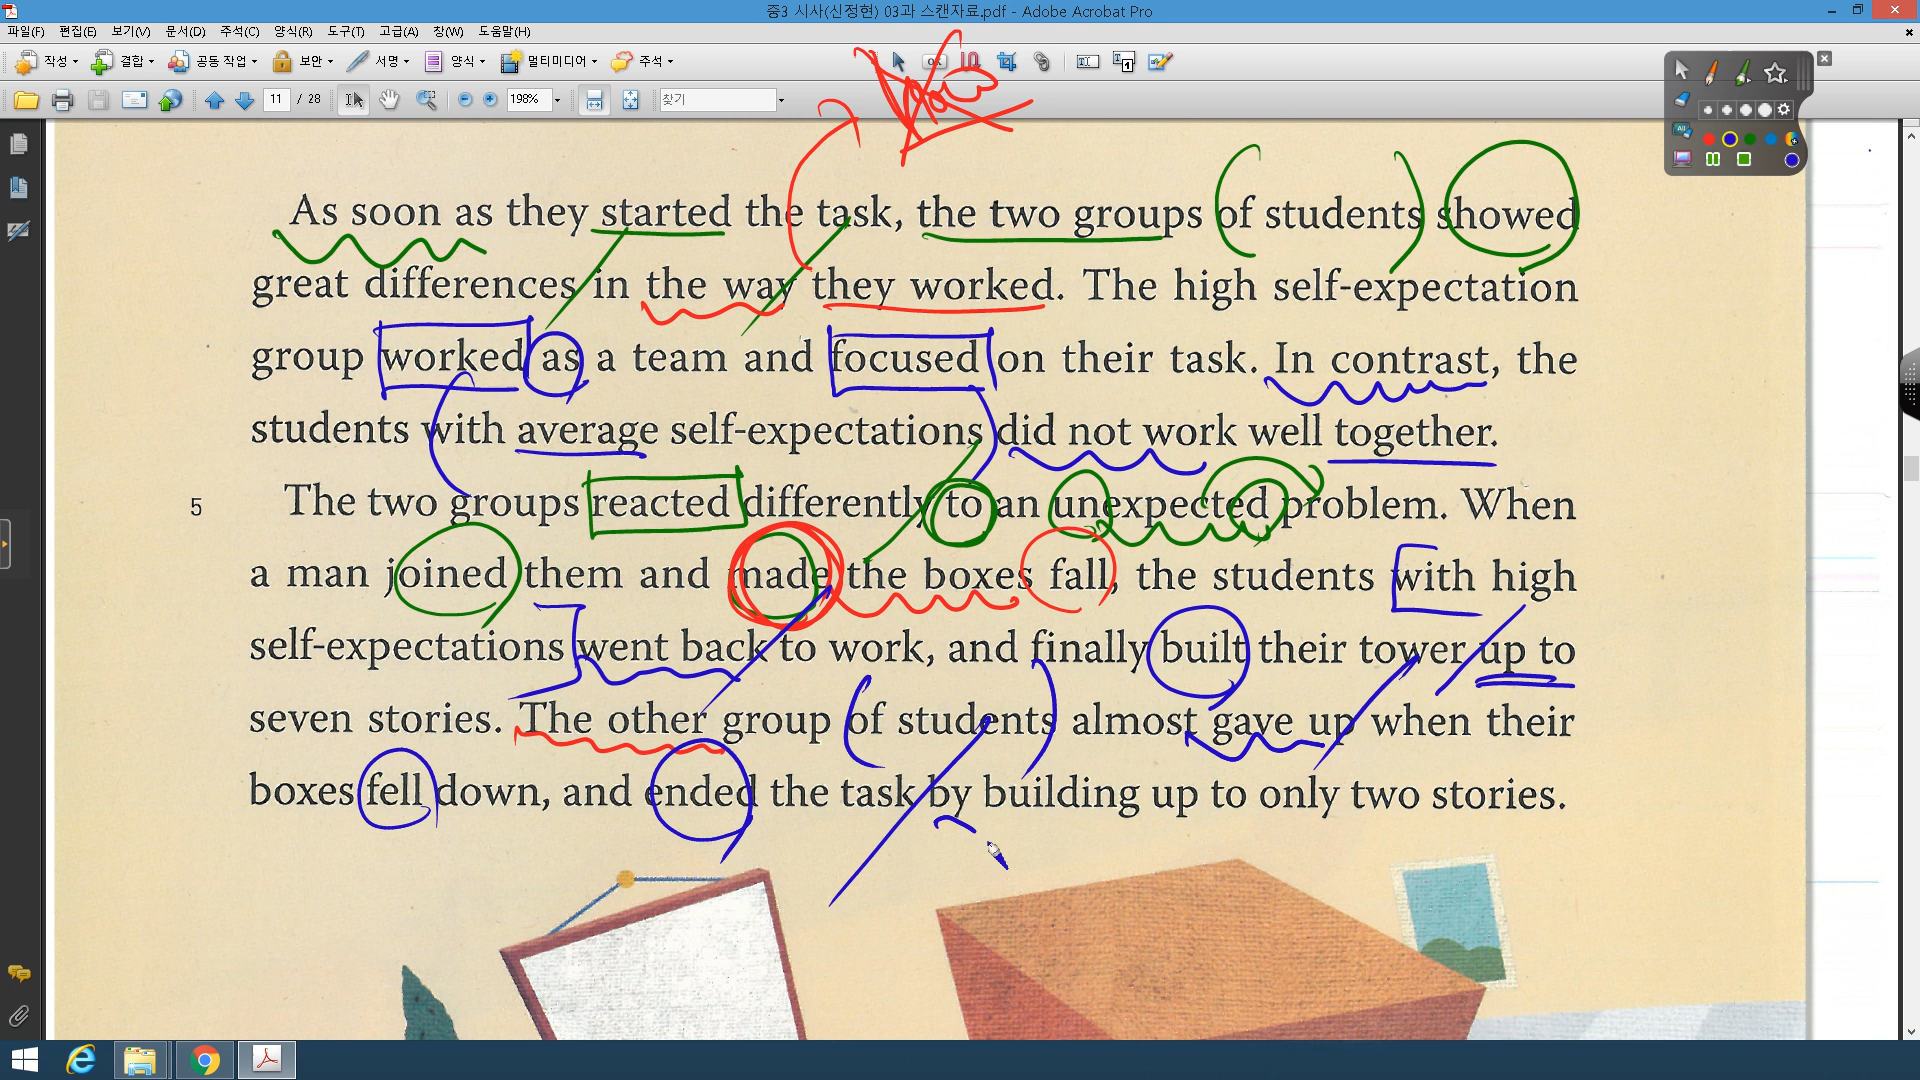 중3 시사(신정현) 03과 스캔자료.pdf - Adobe Acrobat Pro
파일(F) 편집(E) 보기(V) 문서(D) 주석(C) 양식(R) 도구(T) 고급(A) 창(W) 도움말(H)
작성 결합 공동 작업 보안 서명 양식 멀티미디어 주석
11 / 28 198% 찾기
As soon as they started the task, the two groups of students showed
great differences in the way they worked. The high self-expectation
group worked as a team and focused on their task. In contrast, the
students with average self-expectations did not work well together.
5 The two groups reacted differently to an unexpected problem. When
a man joined them and made the boxes fall, the students with high
self-expectations went back to work, and finally built their tower up to
seven stories. The other group of students almost gave up when their
boxes fell down, and ended the task by building up to only two stories.